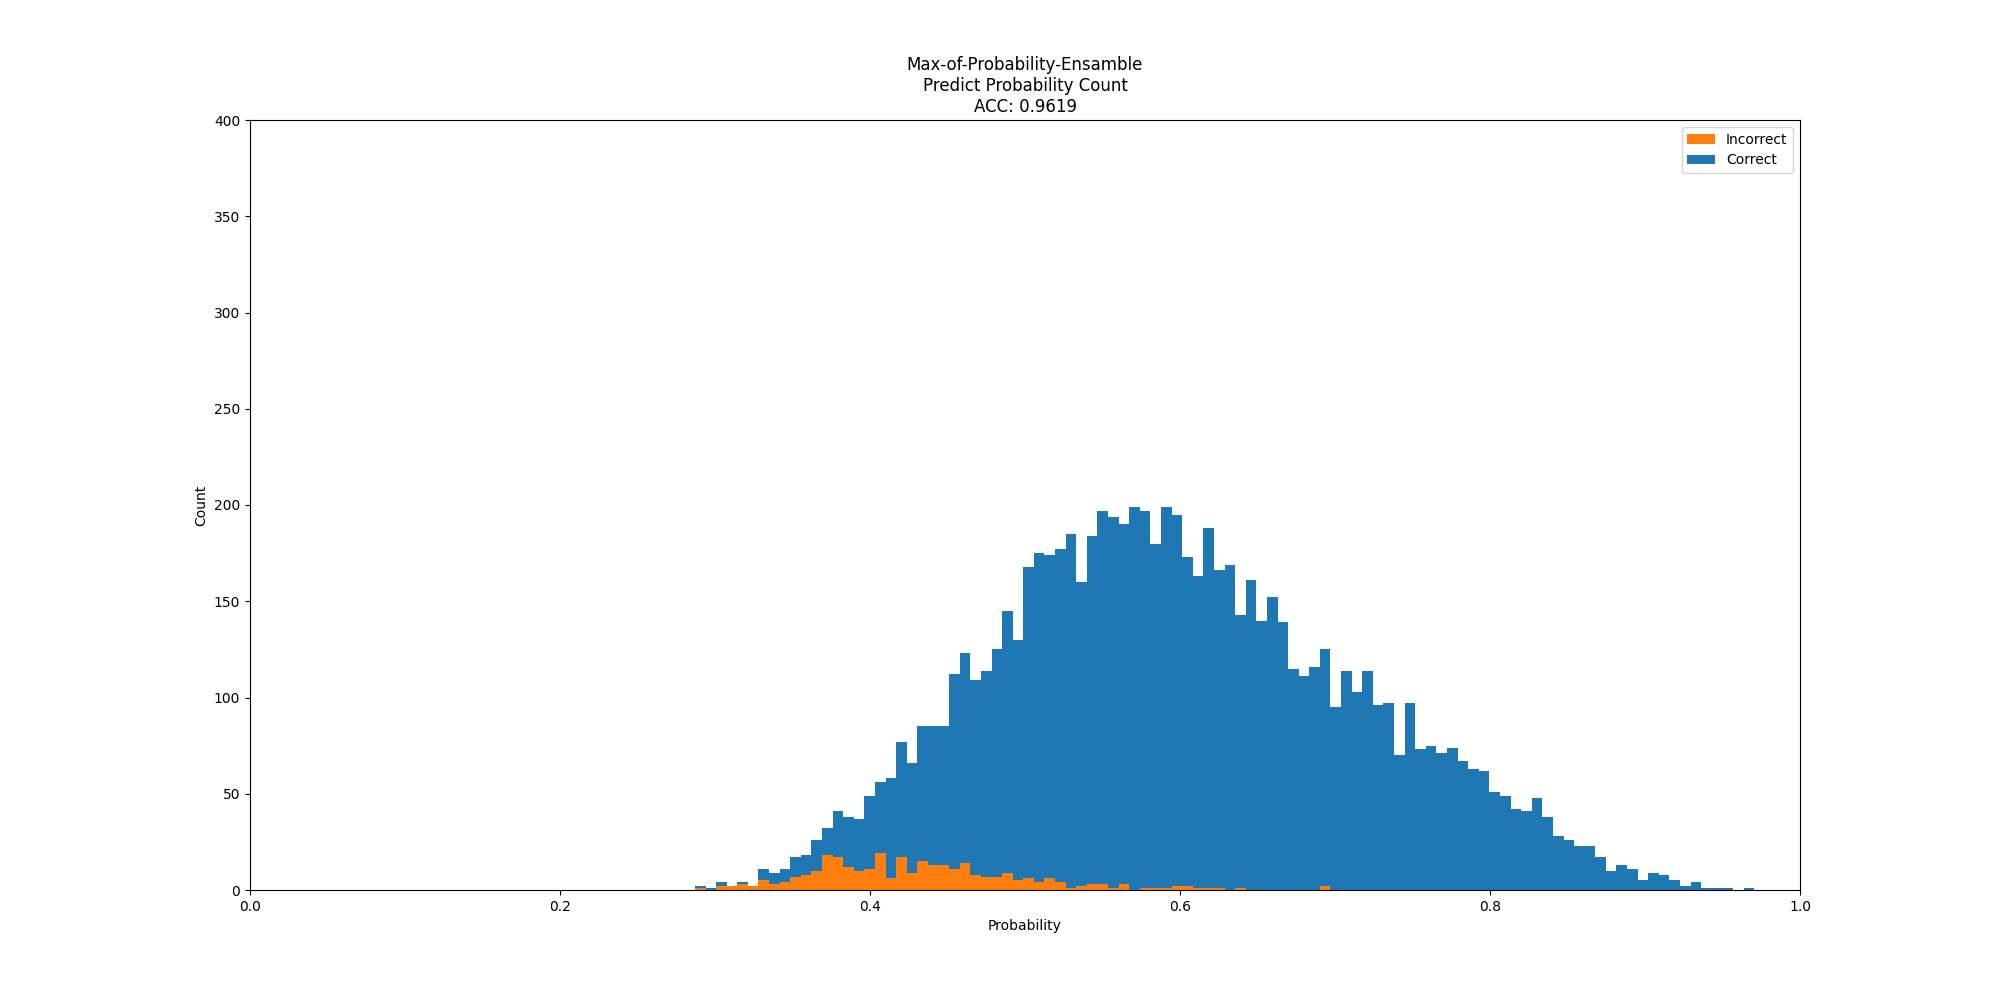 Max-of-Probability-Ensamble
Predict Probability Count
ACC: 0.9619
Incorrect
Correct
400
350
300
250
200
150
100
50
0
Count
0.0
0.2
0.4
0.6
0.8
1.0
Probability